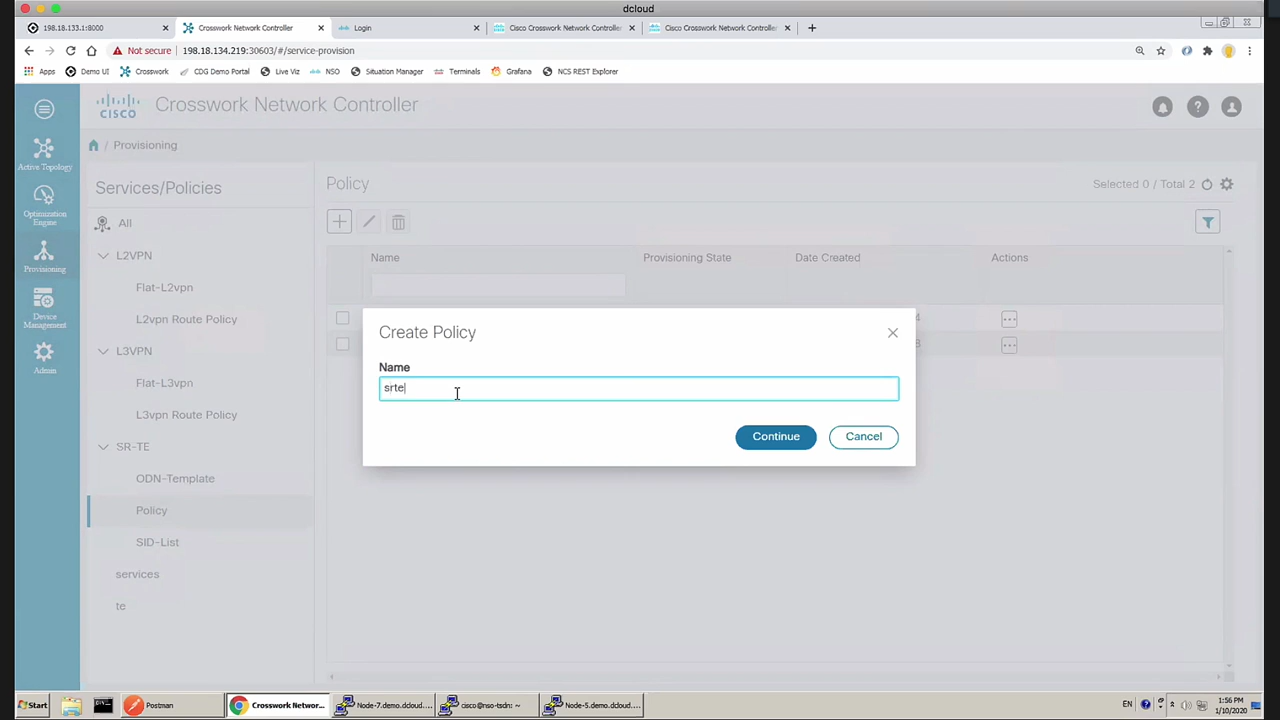 dcloud
198.18.133.1:8000
Crosswork Network Controller
Login
Cisco Crosswork Network Controlle
Cisco Crosswork Network Controlle
Not secure
198.18.134.219:30603/#/service-provision
Apps
Demo UI
Crosswork
CDG Demo Portal
Live Viz
NSO
Situation Manager
Terminals
Grafana
NCS REST Explorer
CISCO
Crosswork Network Controller
/ Provisioning
Active Topology
Optimization
Engine
Provisioning
Device
Management
Admin
Services/Policies
All
L2VPN
Flat-L2vpn
L2vpn Route Policy
L3VPN
Flat-L3vpn
L3vpn Route Policy
SR-TE
ODN-Template
Policy
SID-List
services
te
Policy
Selected 0 / Total 2
Name
Provisioning State
Date Created
Actions
4
3
Create Policy
Name
srte
Continue
Cancel
Start
Postman
Crosswork Networ...
Node-7.demo.dcloud....
cisco@nso-tsdn: ~
Node-5.demo.dcloud....
EN
1:56 PM
1/10/2020